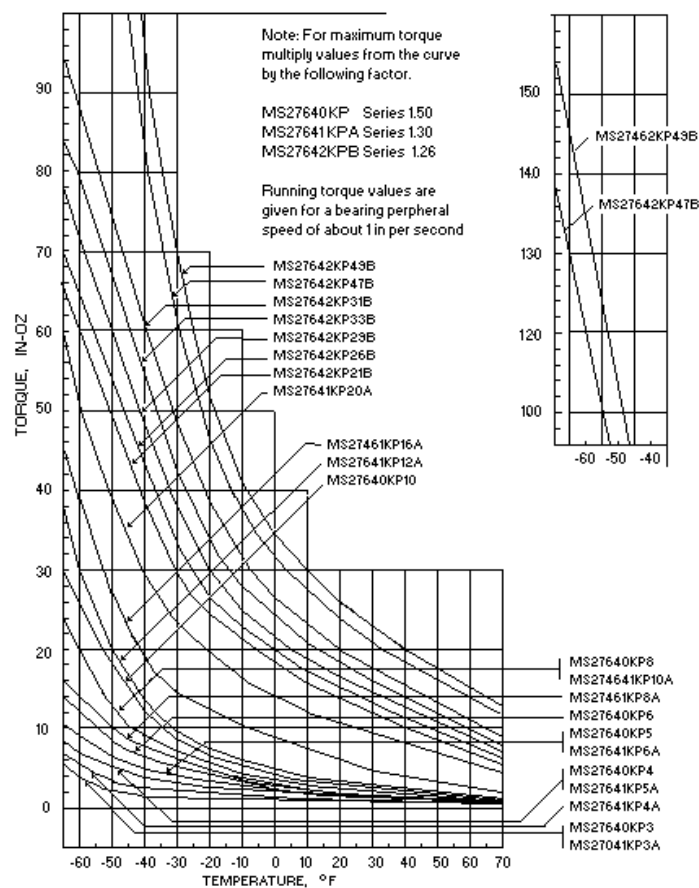 Note: For maximum torque
multiply values from the curve
by the following factor.
MS27640KP Series 1.50
MS27641KPA Series 1.30
MS27642KPB Series 1.26
Running torque values are
given for a bearing perpheral
speed of about 1 in per second
MS27642KP49B
MS27642KP47B
MS27642KP31B
MS27642KP33B
MS27642KP29B
MS27642KP26B
MS27642KP21B
MS27641KP20A
MS27461KP16A
MS27641KP12A
MS27640KP10
TORQUE, IN-OZ
90
80
70
60
50
40
30
20
10
0
-60 -50 -40 -30 -20 -10 0 10 20 30 40 50 60 70
TEMPERATURE, °F
150
140
130
120
100
-60 -50 -40
MS27462KP49B
MS27642KP47B
MS27640KP8
MS274641KP10A
MS27461KP8A
MS27640KP6
MS27640KP5
MS27641KP6A
MS27640KP4
MS27641KP5A
MS27641KP4A
MS27640KP3
MS27041KP3A